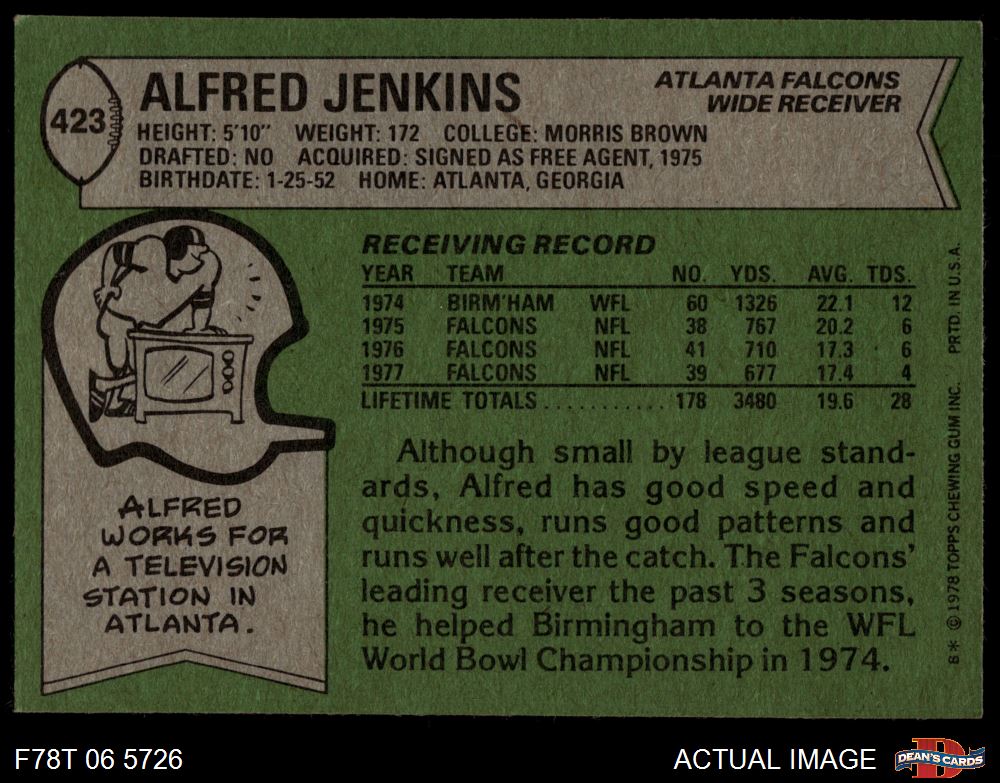 423
ALFRED JENKINS
ATLANTA FALCONS
WIDE RECEIVER
HEIGHT: 5'10" WEIGHT: 172 COLLEGE: MORRIS BROWN
DRAFTED: NO ACQUIRED: SIGNED AS FREE AGENT, 1975
BIRTHDATE: 1-25-52 HOME: ATLANTA, GEORGIA
RECEIVING RECORD
YEAR TEAM NO. YDS. AVG. TDS.
1974 BIRM'HAM WFL 60 1326 22.1 12
1975 FALCONS NFL 38 767 20.2 6
1976 FALCONS NFL 41 710 17.3 6
1977 FALCONS NFL 39 677 17.4 4
LIFETIME TOTALS........... 178 3480 19.6 28
Although small by league stand-
ards, Alfred has good speed and
quickness, runs good patterns and
runs well after the catch. The Falcons'
leading receiver the past 3 seasons,
he helped Birmingham to the WFL
World Bowl Championship in 1974.
ALFRED
WORKS FOR
A TELEVISION
STATION IN
ATLANTA.
B* © 1978 TOPPS CHEWING GUM INC. PRTD. IN U.S.A.
F78T 06 5726
ACTUAL IMAGE
D
DEAN'S CARDS